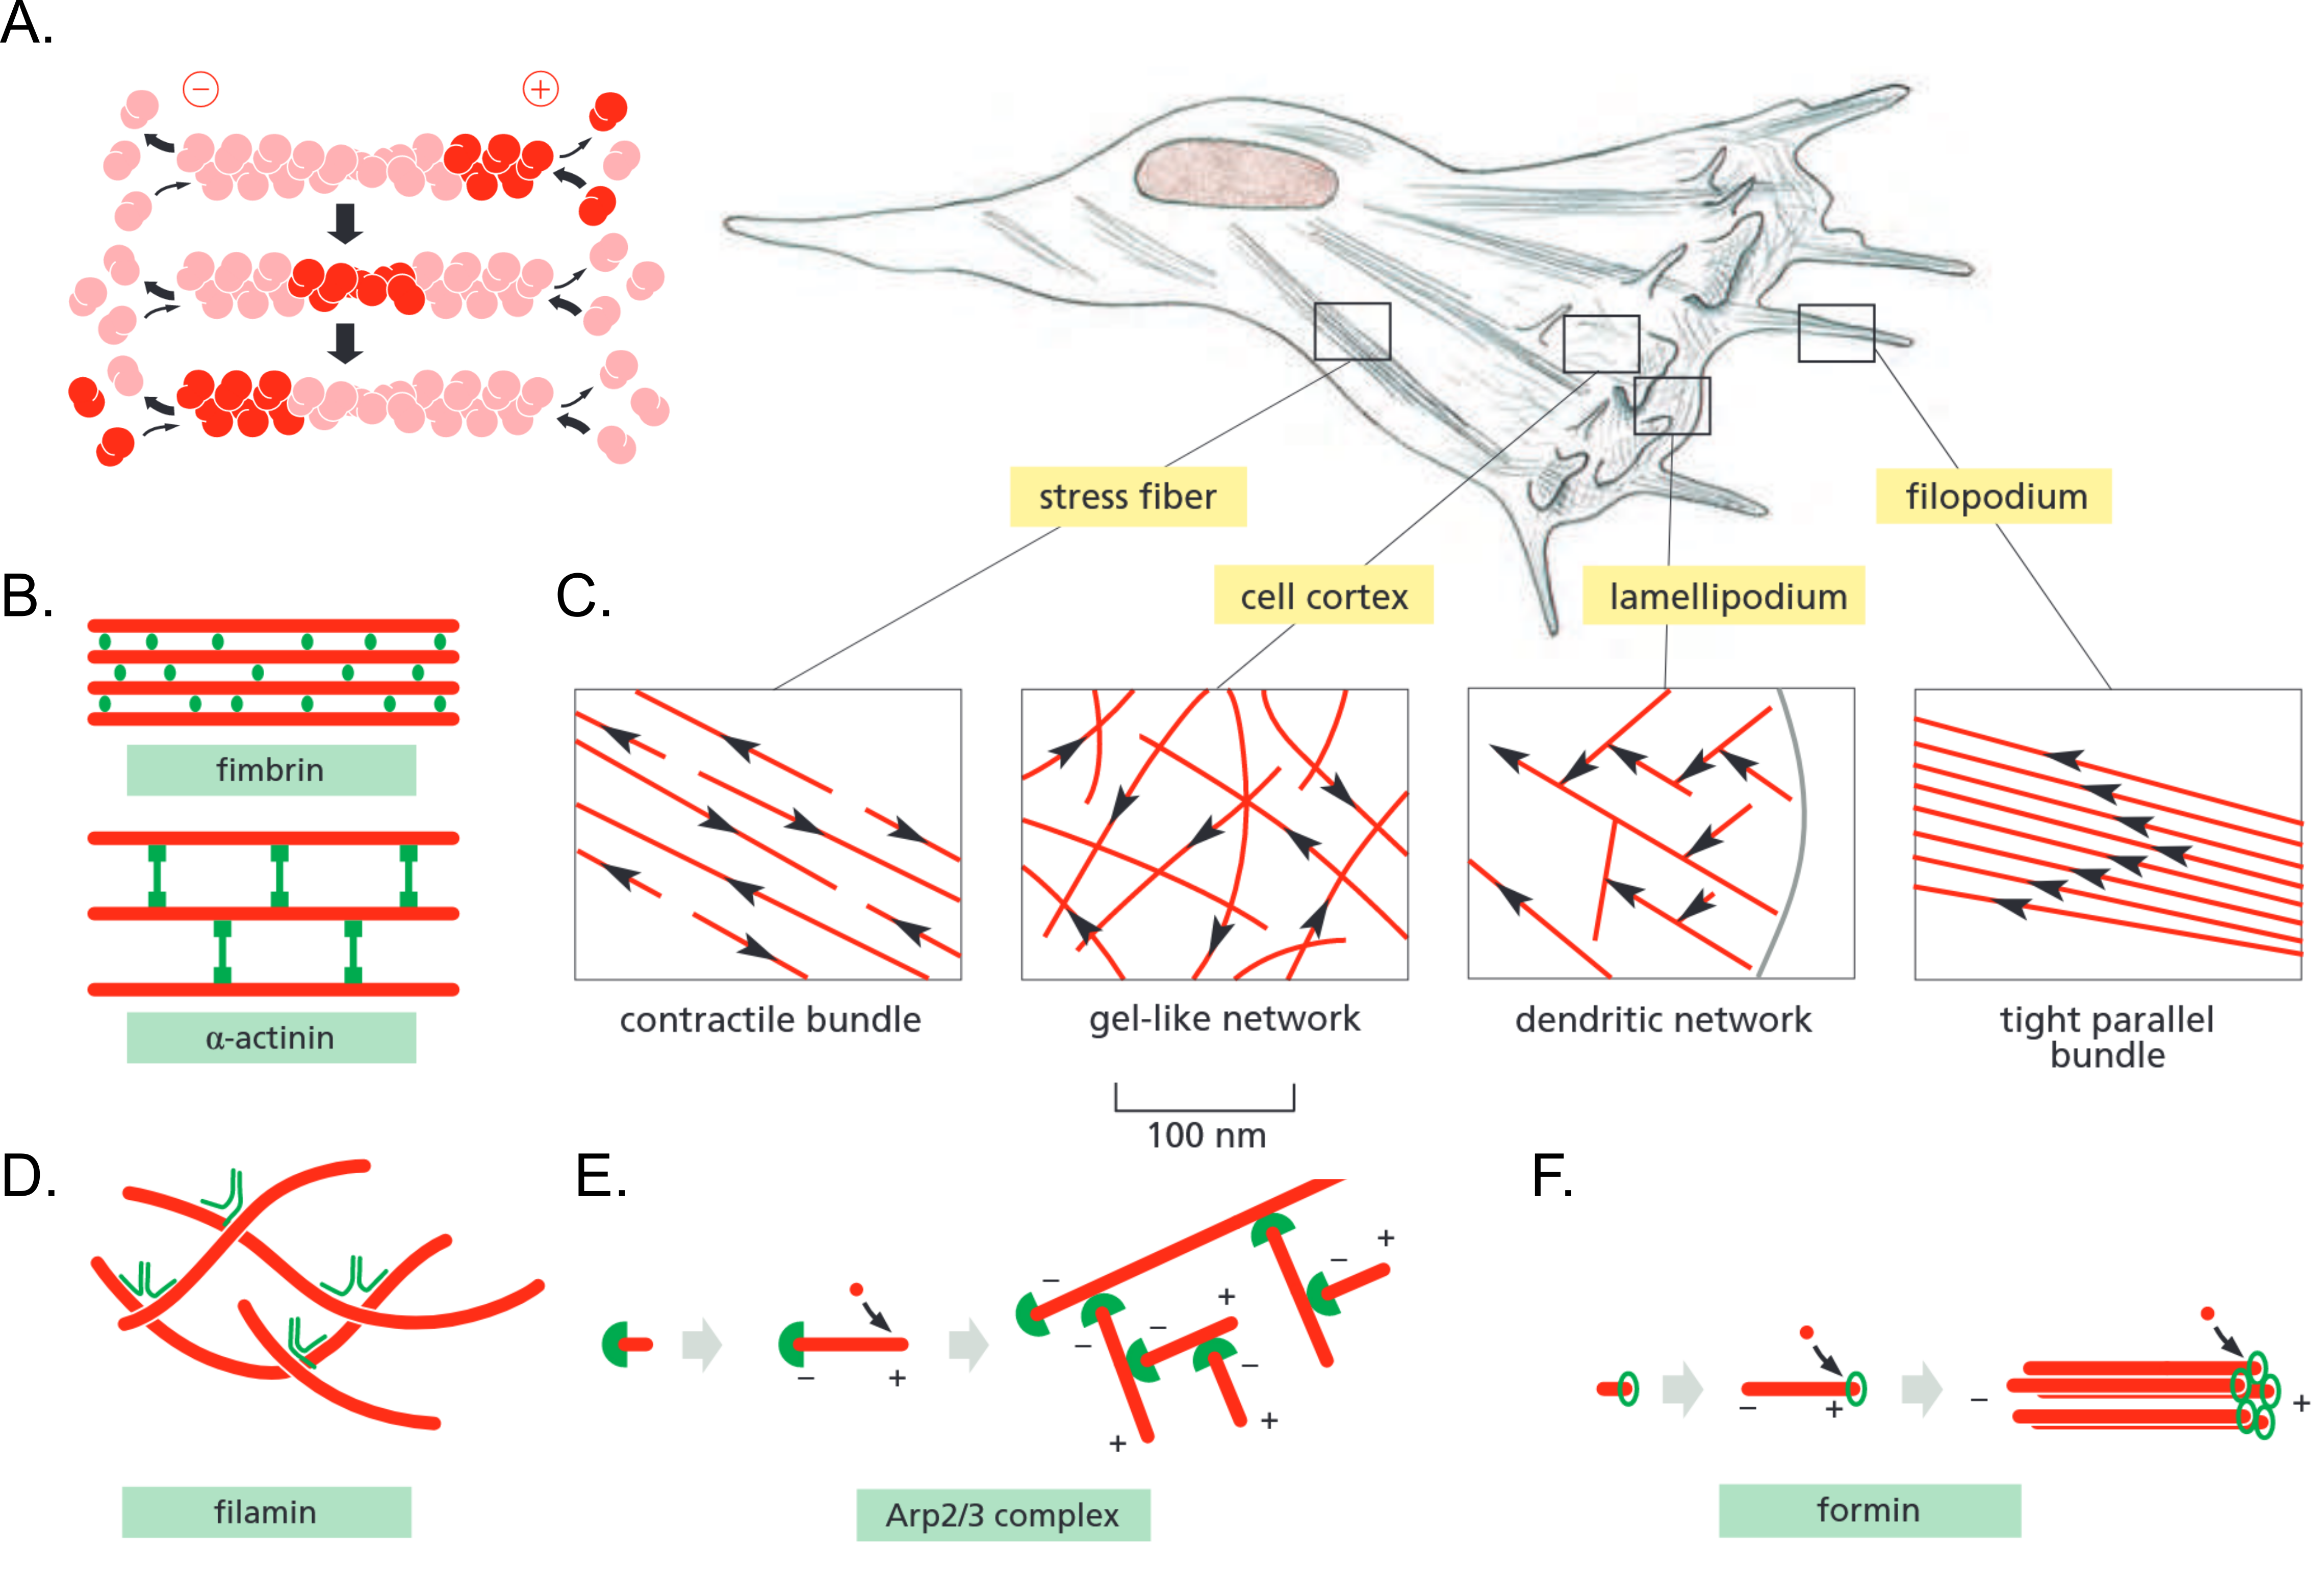 A.
− +
stress fiber
filopodium
cell cortex
lamellipodium
B.
fimbrin
α-actinin
C.
contractile bundle
gel-like network
dendritic network
tight parallel
bundle
100 nm
D.
filamin
E.
− +
− + − − + − + − +
Arp2/3 complex
F.
− +
− +
formin